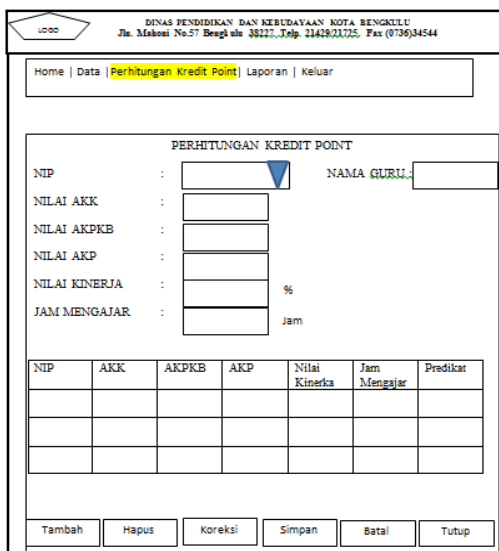 LOGO
DINAS PENDIDIKAN DAN KEBUDAYAAN KOTA BENGKULU
Jln. Mahoni No.57 Bengkulu 38227 Telp. 21429/21725 Fax (0736)34544
Home | Data |Perhitungan Kredit Point| Laporan | Keluar
PERHITUNGAN KREDIT POINT
NIP : NAMA GURU :
NILAI AKK :
NILAI AKPKB :
NILAI AKP :
NILAI KINERJA : %
JAM MENGAJAR : Jam
NIP AKK AKPKB AKP Nilai Kinerka Jam Mengajar Predikat
Tambah Hapus Koreksi Simpan Batal Tutup